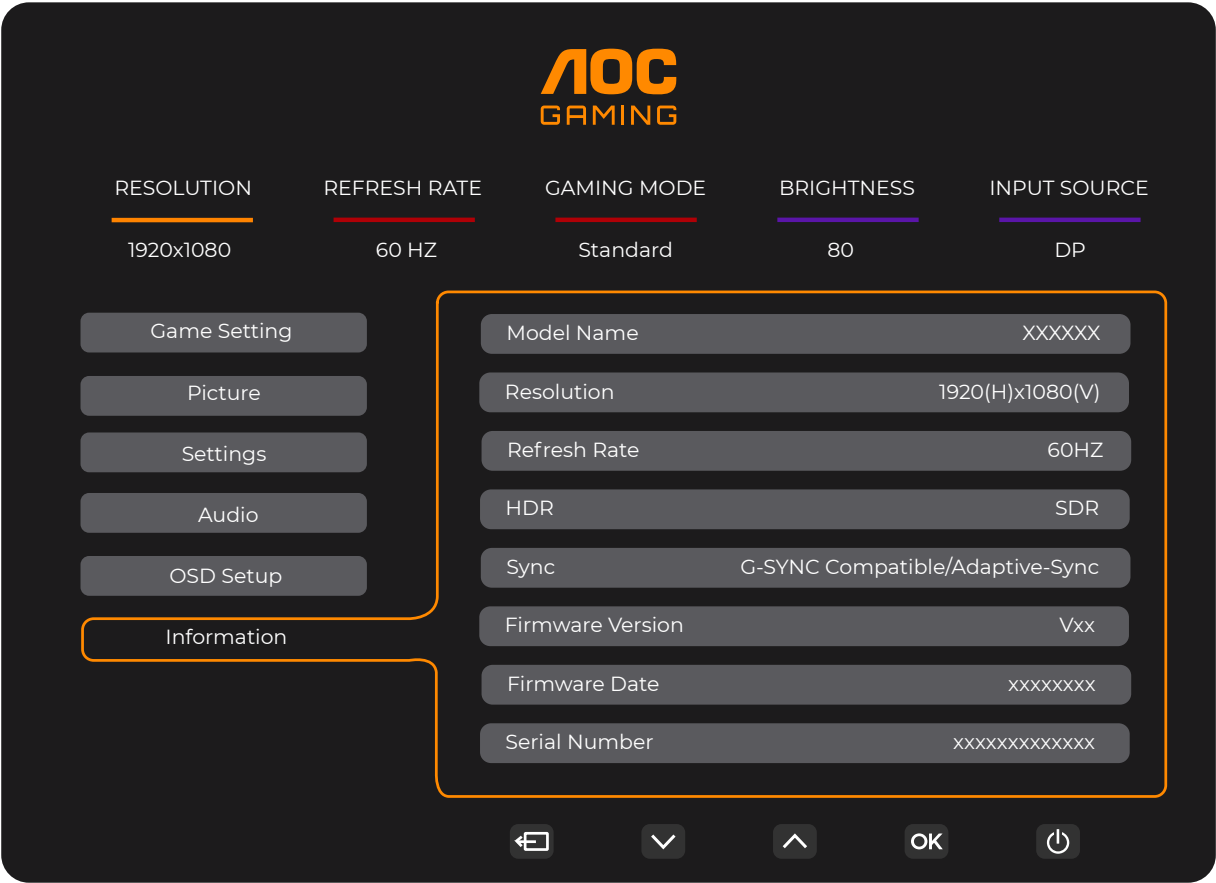 AOC
GAMING
RESOLUTION REFRESH RATE GAMING MODE BRIGHTNESS INPUT SOURCE
1920x1080 60 HZ Standard 80 DP
Game Setting
Picture
Settings
Audio
OSD Setup
Information
Model Name XXXXXX
Resolution 1920(H)x1080(V)
Refresh Rate 60HZ
HDR SDR
Sync G-SYNC Compatible/Adaptive-Sync
Firmware Version Vxx
Firmware Date xxxxxxxx
Serial Number xxxxxxxxxxxxx
OK